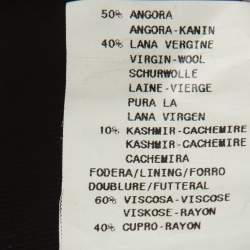 50% ANGORA
ANGORA-KANIN
40% LANA VERGINE
VIRGIN-WOOL
SCHURWOLLE
LAINE-VIERGE
PURA LA
LANA VIRGEN
10% KASHMIR-CACHEMIRE
KASHMIR-CACHEMIRE
CACHEMIRA
FODERA/LINING/FORRO
DOUBLURE/FUTTERAL
60% VISCOSA-VISCOSE
VISKOSE-RAYON
40% CUPRO-RAYON